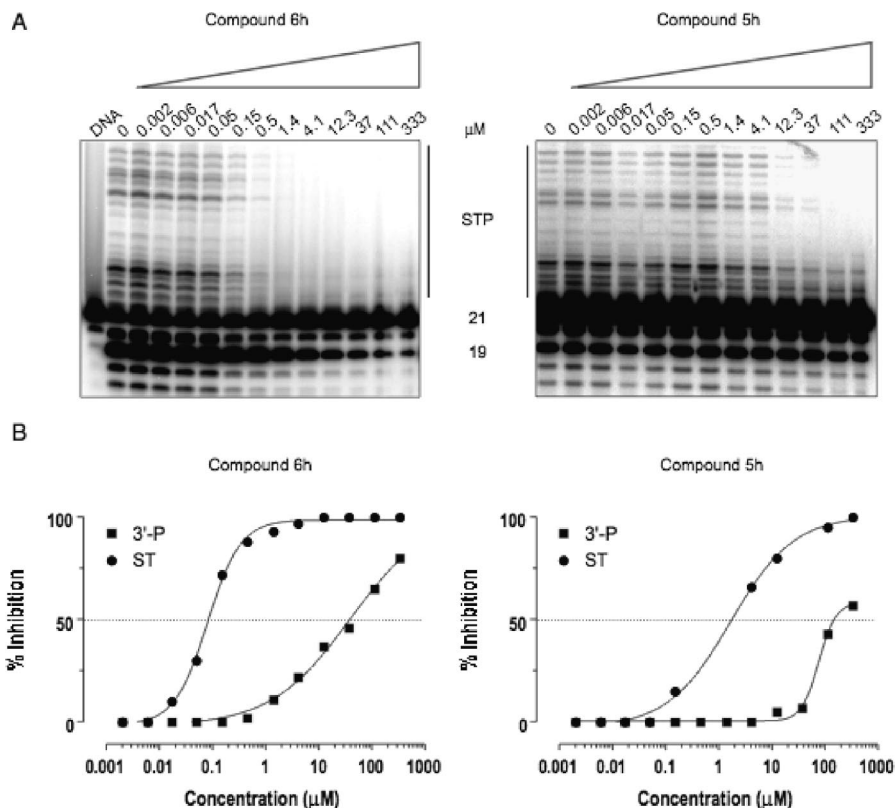 A
Compound 6h
Compound 5h
DNA 0 0.002 0.006 0.017 0.05 0.15 0.5 1.4 4.1 12.3 37 111 333
µM
0 0.002 0.006 0.017 0.05 0.15 0.5 1.4 4.1 12.3 37 111 333
STP
21
19
B
Compound 6h
Compound 5h
% Inhibition
100
50
0
3'-P
ST
0.001 0.01 0.1 1 10 100 1000
Concentration (µM)
% Inhibition
100
50
0
3'-P
ST
0.001 0.01 0.1 1 10 100 1000
Concentration (µM)